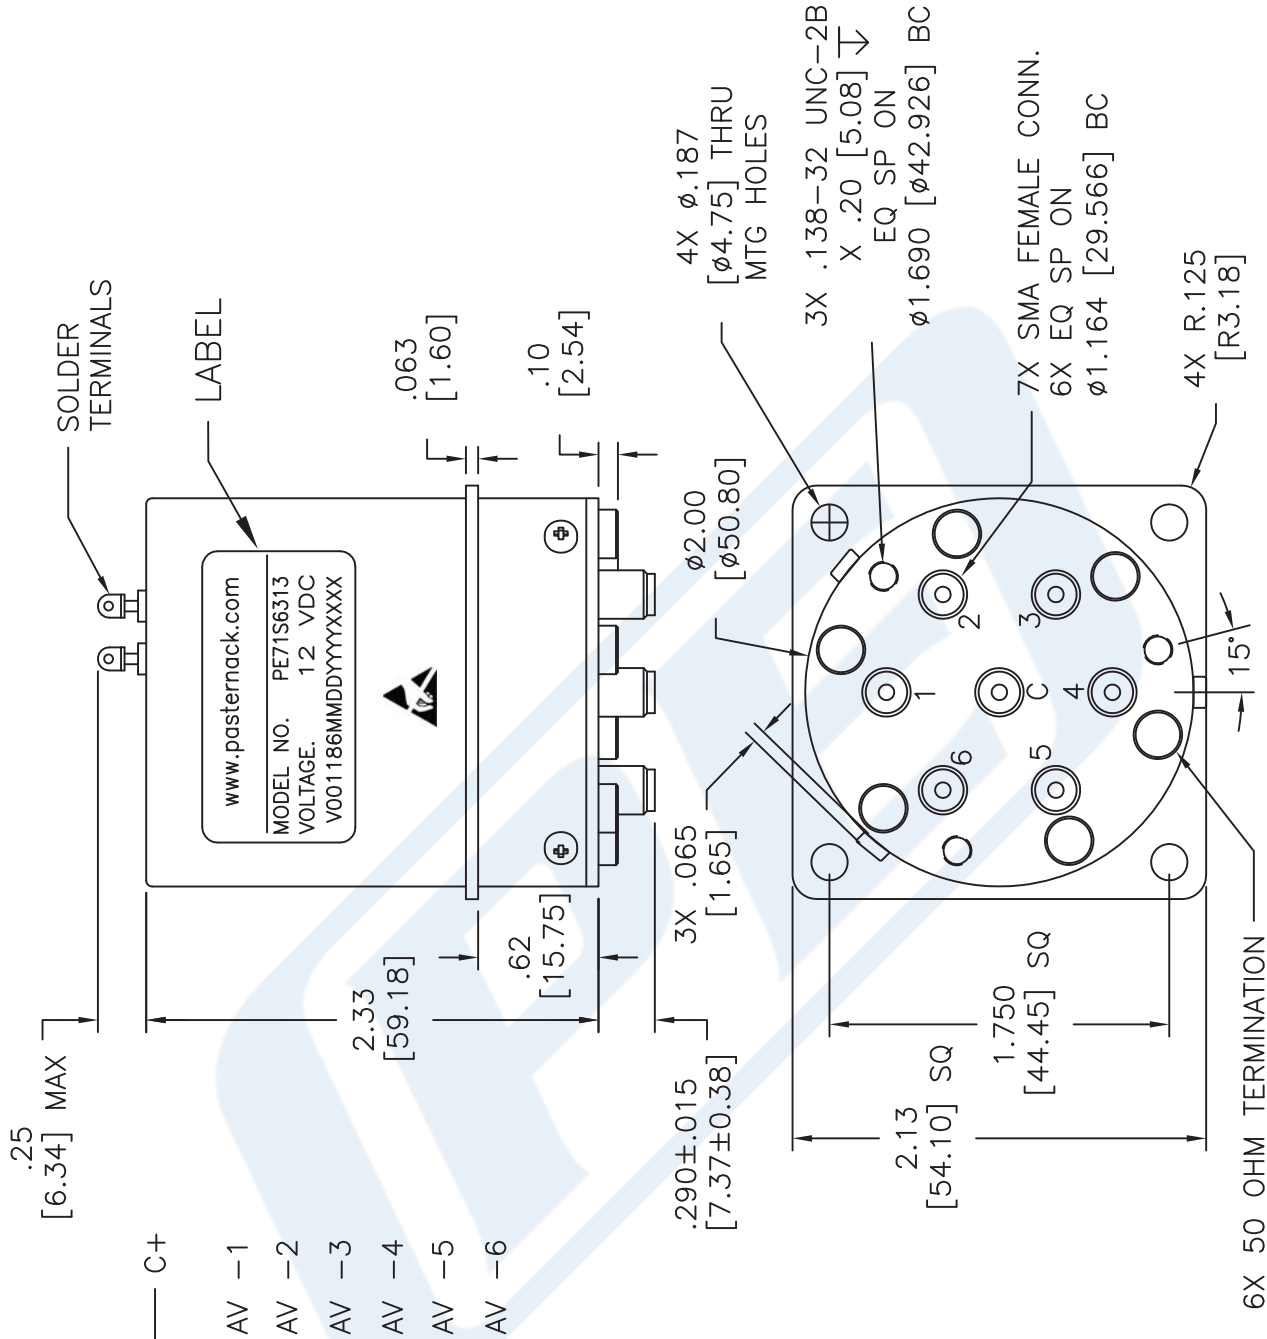 .25
[6.34] MAX
SOLDER
TERMINALS
LABEL
www.pasternack.com
MODEL NO. PE71S6313
VOLTAGE. 12 VDC
V001186MMDDYYYYXXXX
.063
[1.60]
.10
[2.54]
2.33
[59.18]
.62
[15.75]
.290±.015
[7.37±0.38]
C+
AV -1
AV -2
AV -3
AV -4
AV -5
AV -6
4X ø.187
[ø4.75] THRU
MTG HOLES
3X .138-32 UNC-2B
X .20 [5.08] ↧
EQ SP ON
ø1.690 [ø42.926] BC
7X SMA FEMALE CONN.
6X EQ SP ON
ø1.164 [29.566] BC
4X R.125
[R3.18]
ø2.00
[ø50.80]
3X .065
[1.65]
1
2
3
4
5
6
C
15°
1.750
[44.45] SQ
2.13
[54.10] SQ
6X 50 OHM TERMINATION